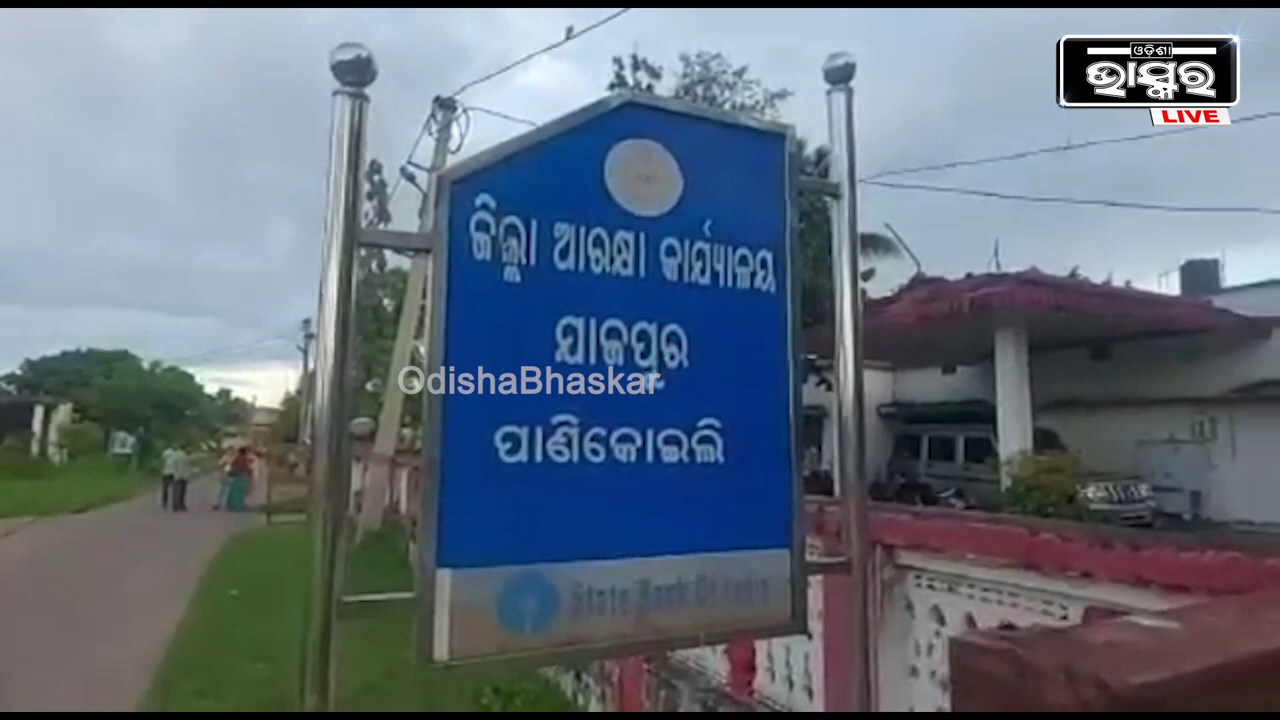 ଓଡ଼ିଶା
ଭାସ୍କର
LIVE
ଜିଲ୍ଲା ଆରକ୍ଷୀ କାର୍ଯ୍ୟାଳୟ
ଯାଜପୁର
OdishaBhaskar
ପାଣିକୋଇଲି
State Bank Of India